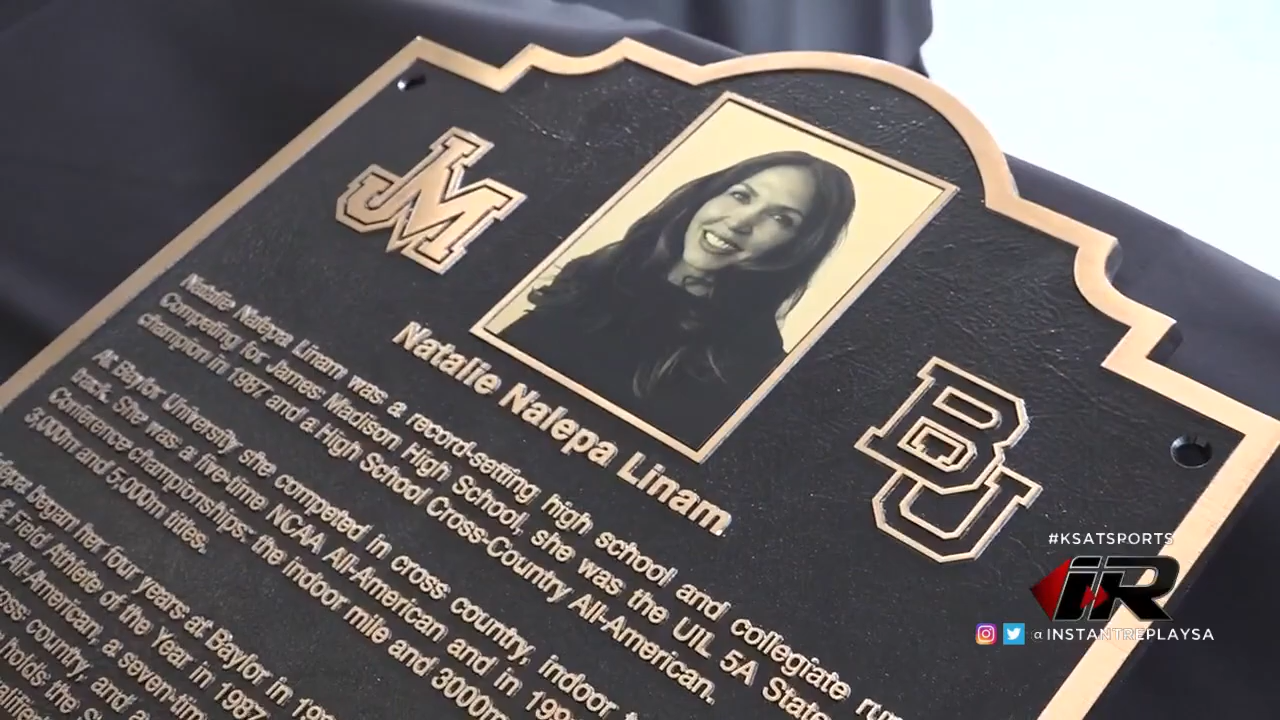 JM
Natalie Nalepa Linam
BU
Natalie Nalepa Linam was a record-setting high school and collegiate
Competing for James Madison High School, she was the UIL 5A State
champion in 1987 and a High School Cross-Country All-American.
At Baylor University she competed in cross country, indoor
track. She was a five-time NCAA All-American and in
Conference championships: the indoor mile and 3000m
3,000m and 5,000m titles.
began her four years at Baylor in
& Field Athlete of the Year in 1987
All-American, a seven-time
cross country, and
holds the
#KSATSPORTS
iR
@INSTANTREPLAYSA